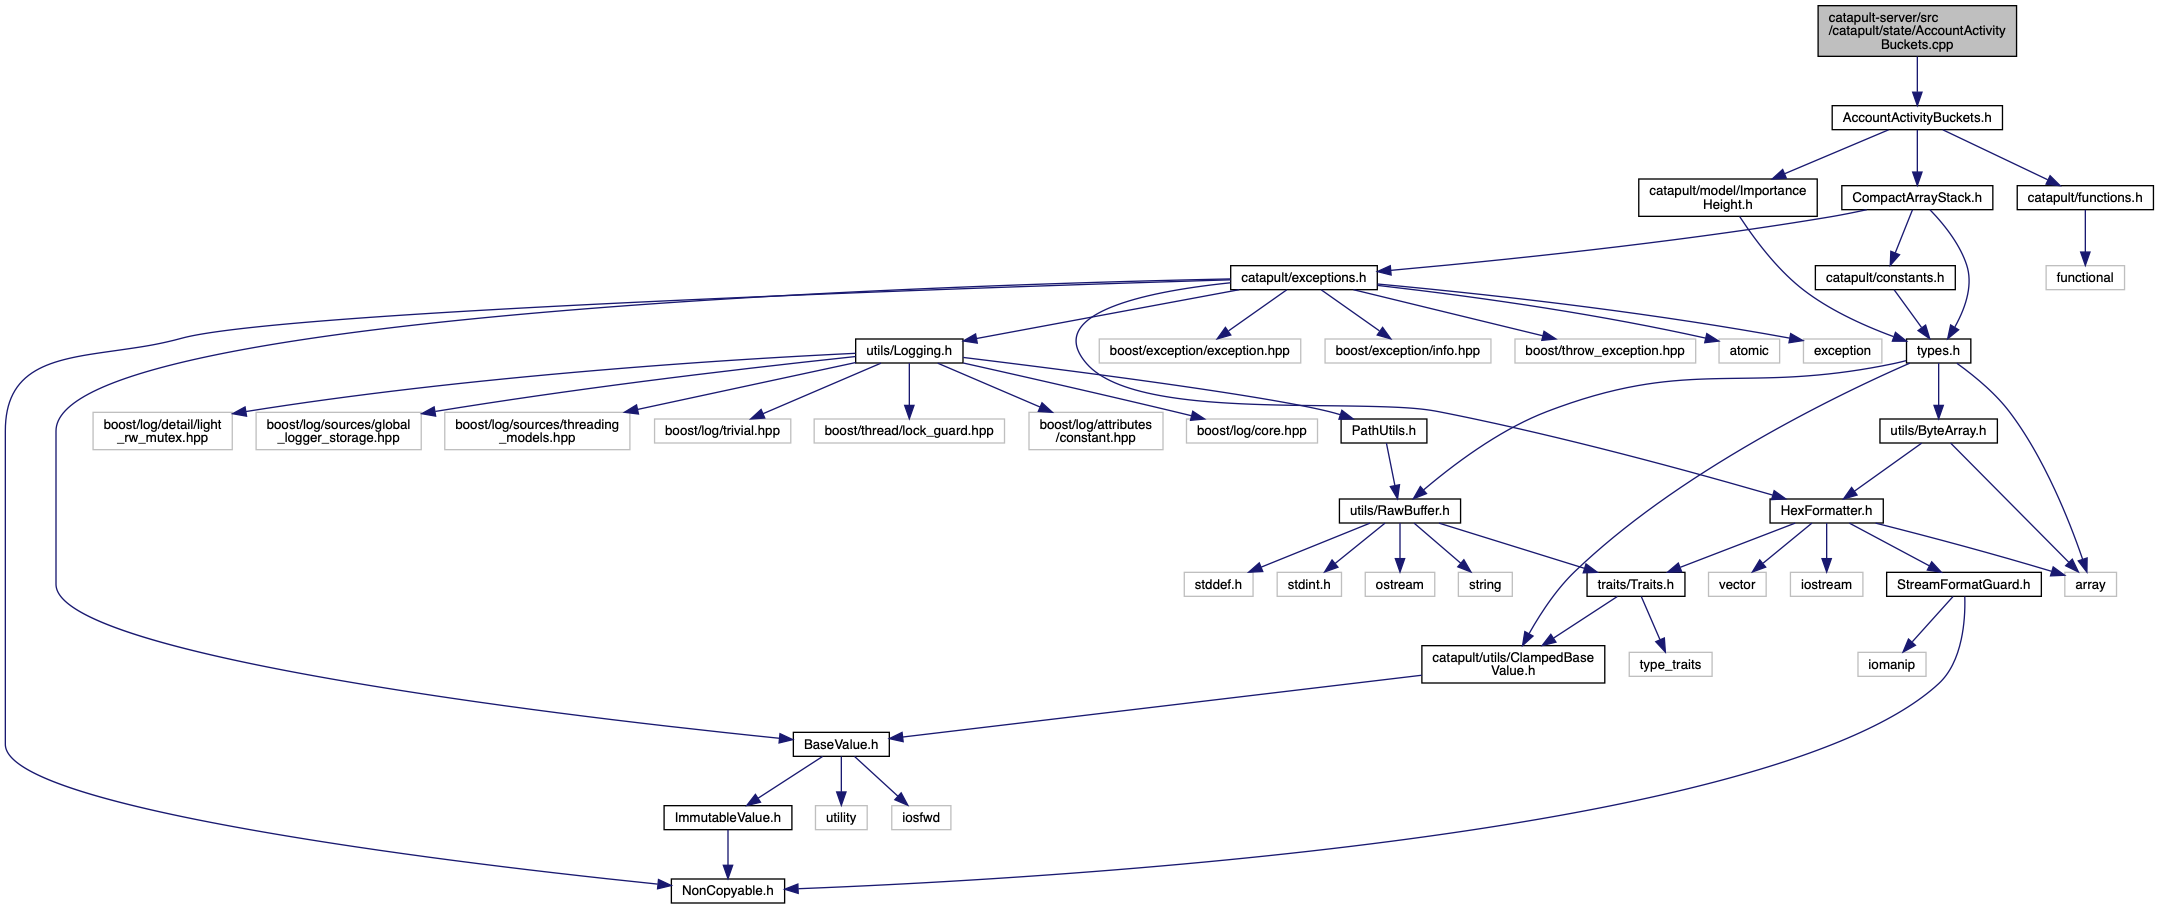 catapult-server/src
/catapult/state/AccountActivity
Buckets.cpp
AccountActivityBuckets.h
catapult/model/Importance
Height.h
CompactArrayStack.h
catapult/functions.h
catapult/exceptions.h
catapult/constants.h
functional
utils/Logging.h
boost/exception/exception.hpp
boost/exception/info.hpp
boost/throw_exception.hpp
atomic
exception
types.h
boost/log/detail/light
_rw_mutex.hpp
boost/log/sources/global
_logger_storage.hpp
boost/log/sources/threading
_models.hpp
boost/log/trivial.hpp
boost/thread/lock_guard.hpp
boost/log/attributes
/constant.hpp
boost/log/core.hpp
PathUtils.h
utils/ByteArray.h
utils/RawBuffer.h
HexFormatter.h
stddef.h
stdint.h
ostream
string
traits/Traits.h
vector
iostream
StreamFormatGuard.h
array
catapult/utils/ClampedBase
Value.h
type_traits
iomanip
BaseValue.h
ImmutableValue.h
utility
iosfwd
NonCopyable.h